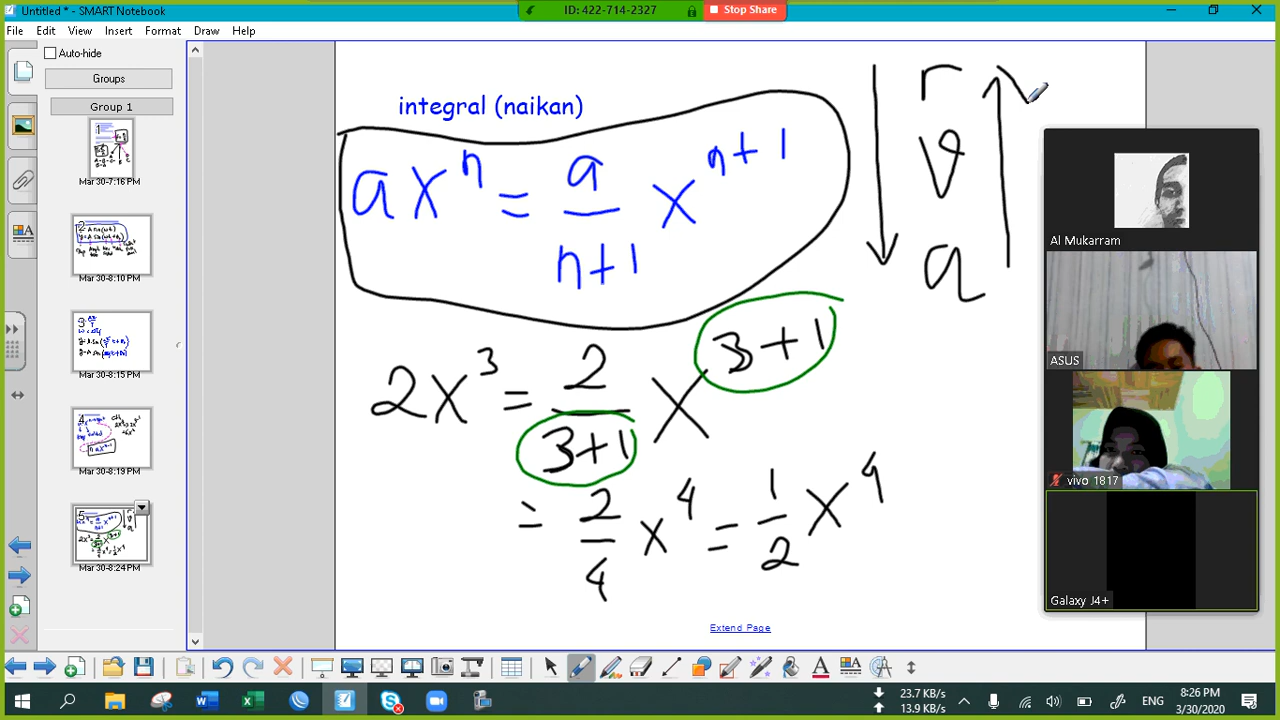 Untitled * - SMART Notebook
ID: 422-714-2327
Stop Share
File Edit View Insert Format Draw Help
Auto-hide
Groups
Group 1
Mar 30-7:16 PM
Mar 30-8:10 PM
Mar 30-8:15 PM
Mar 30-8:19 PM
Mar 30-8:24 PM
integral (naikan)
ax^n = a/(n+1) x^(n+1)
2x^3 = 2/(3+1) x^(3+1)
= 2/4 x^4 = 1/2 x^4
r
v
a
Extend Page
Al Mukarram
ASUS
vivo 1817
Galaxy J4+
23.7 KB/s
13.9 KB/s
ENG
8:26 PM
3/30/2020